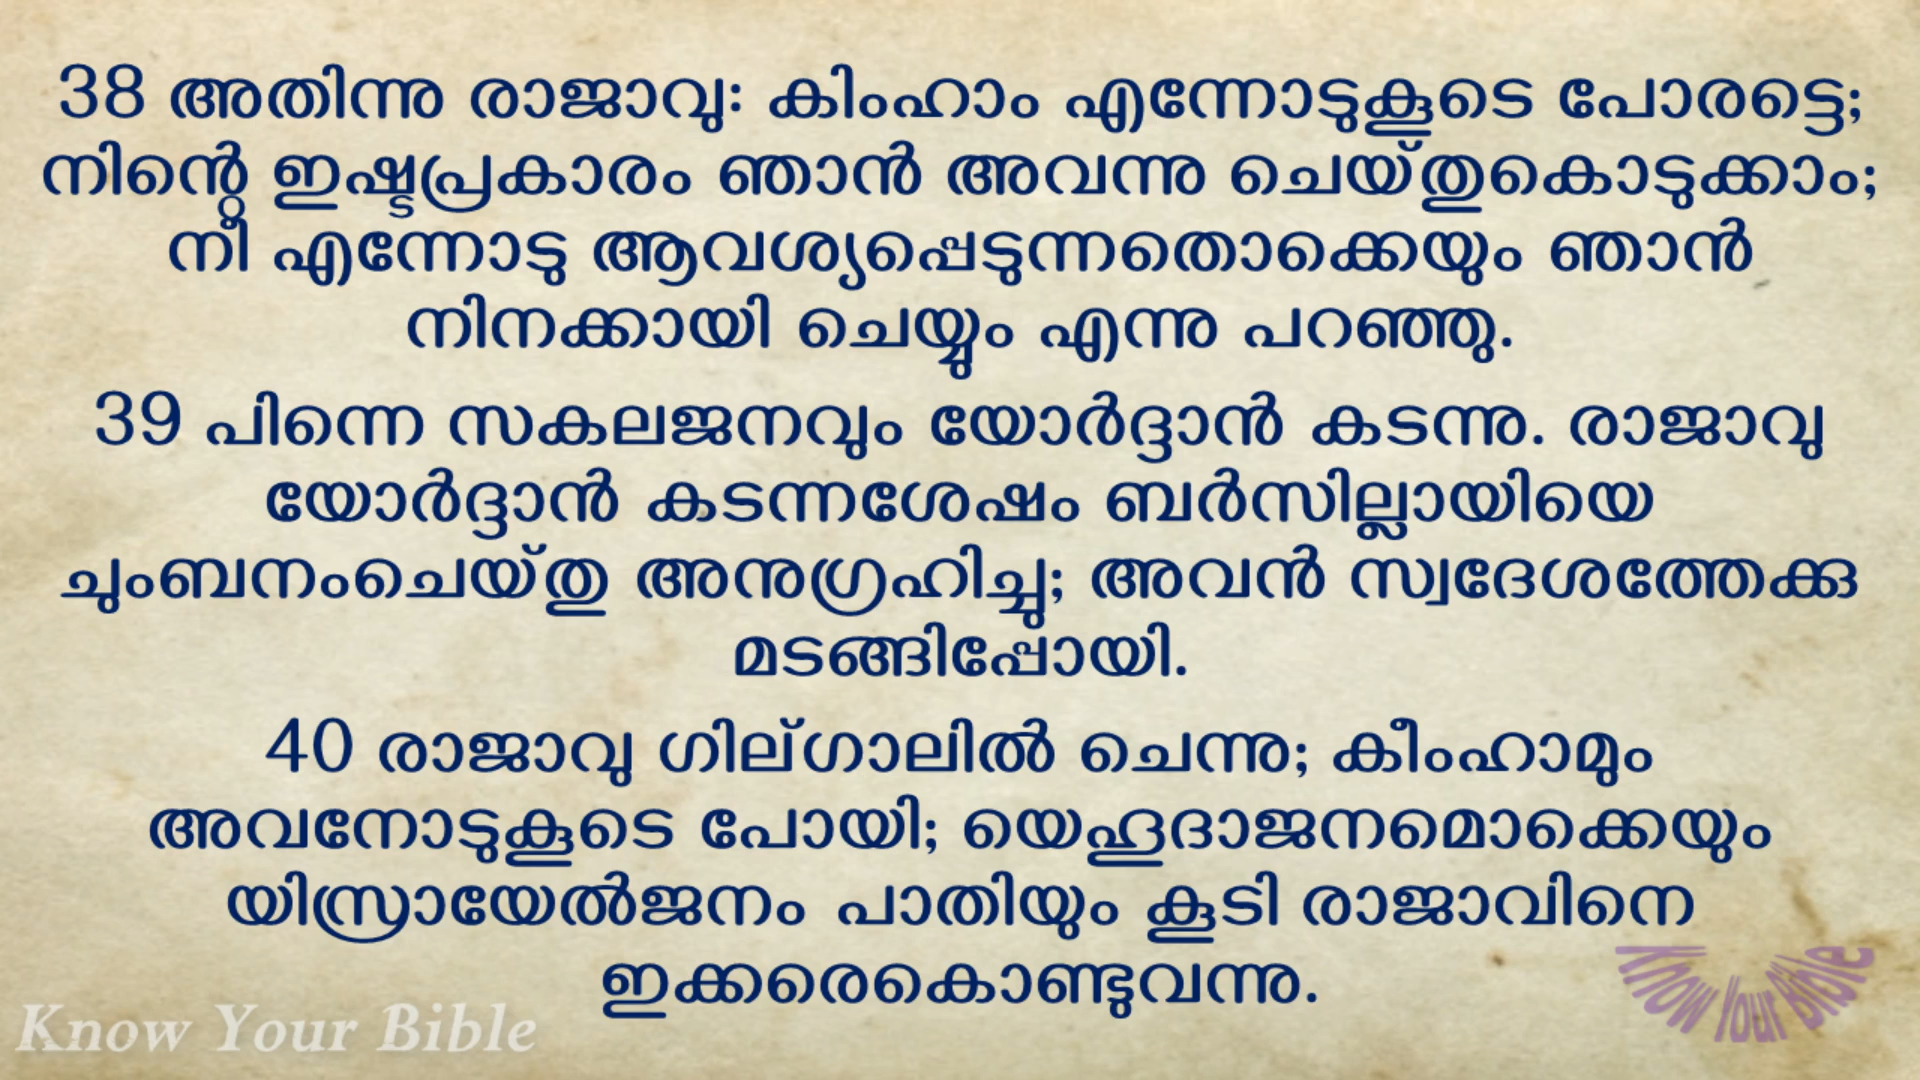 38 അതിന്നു രാജാവു: കിംഹാം എന്നോടുകൂടെ പോരട്ടെ;
നിന്റെ ഇഷ്ടപ്രകാരം ഞാൻ അവന്നു ചെയ്തുകൊടുക്കാം;
നീ എന്നോടു ആവശ്യപ്പെടുന്നതൊക്കെയും ഞാൻ
നിനക്കായി ചെയ്യും എന്നു പറഞ്ഞു.
39 പിന്നെ സകലജനവും യോർദ്ദാൻ കടന്നു. രാജാവു
യോർദ്ദാൻ കടന്നശേഷം ബർസില്ലായിയെ
ചുംബനംചെയ്തു അനുഗ്രഹിച്ചു; അവൻ സ്വദേശത്തേക്കു
മടങ്ങിപ്പോയി.
40 രാജാവു ഗില്ഗാലിൽ ചെന്നു; കീംഹാമും
അവനോടുകൂടെ പോയി; യെഹൂദാജനമൊക്കെയും
യിസ്രായേൽജനം പാതിയും കൂടി രാജാവിനെ
ഇക്കരെകൊണ്ടുവന്നു.
Know Your Bible
Know Your Bible